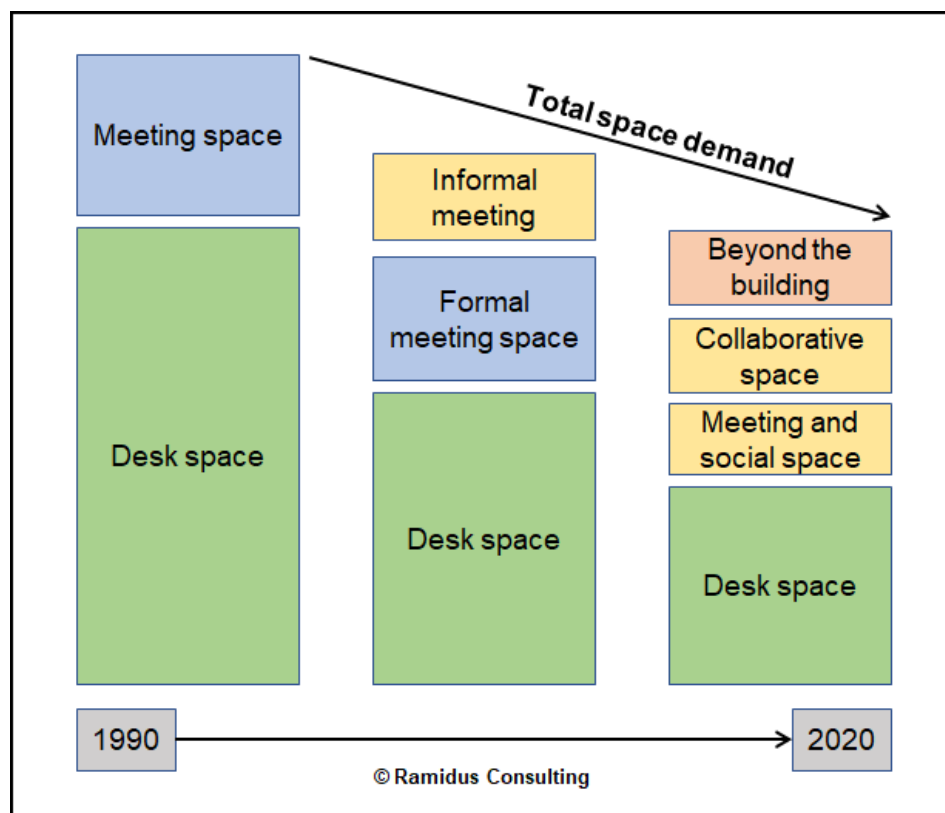 Meeting space
Desk space
Total space demand
Informal
meeting
Formal
meeting space
Desk space
Beyond the
building
Collaborative
space
Meeting and
social space
Desk space
1990
2020
© Ramidus Consulting